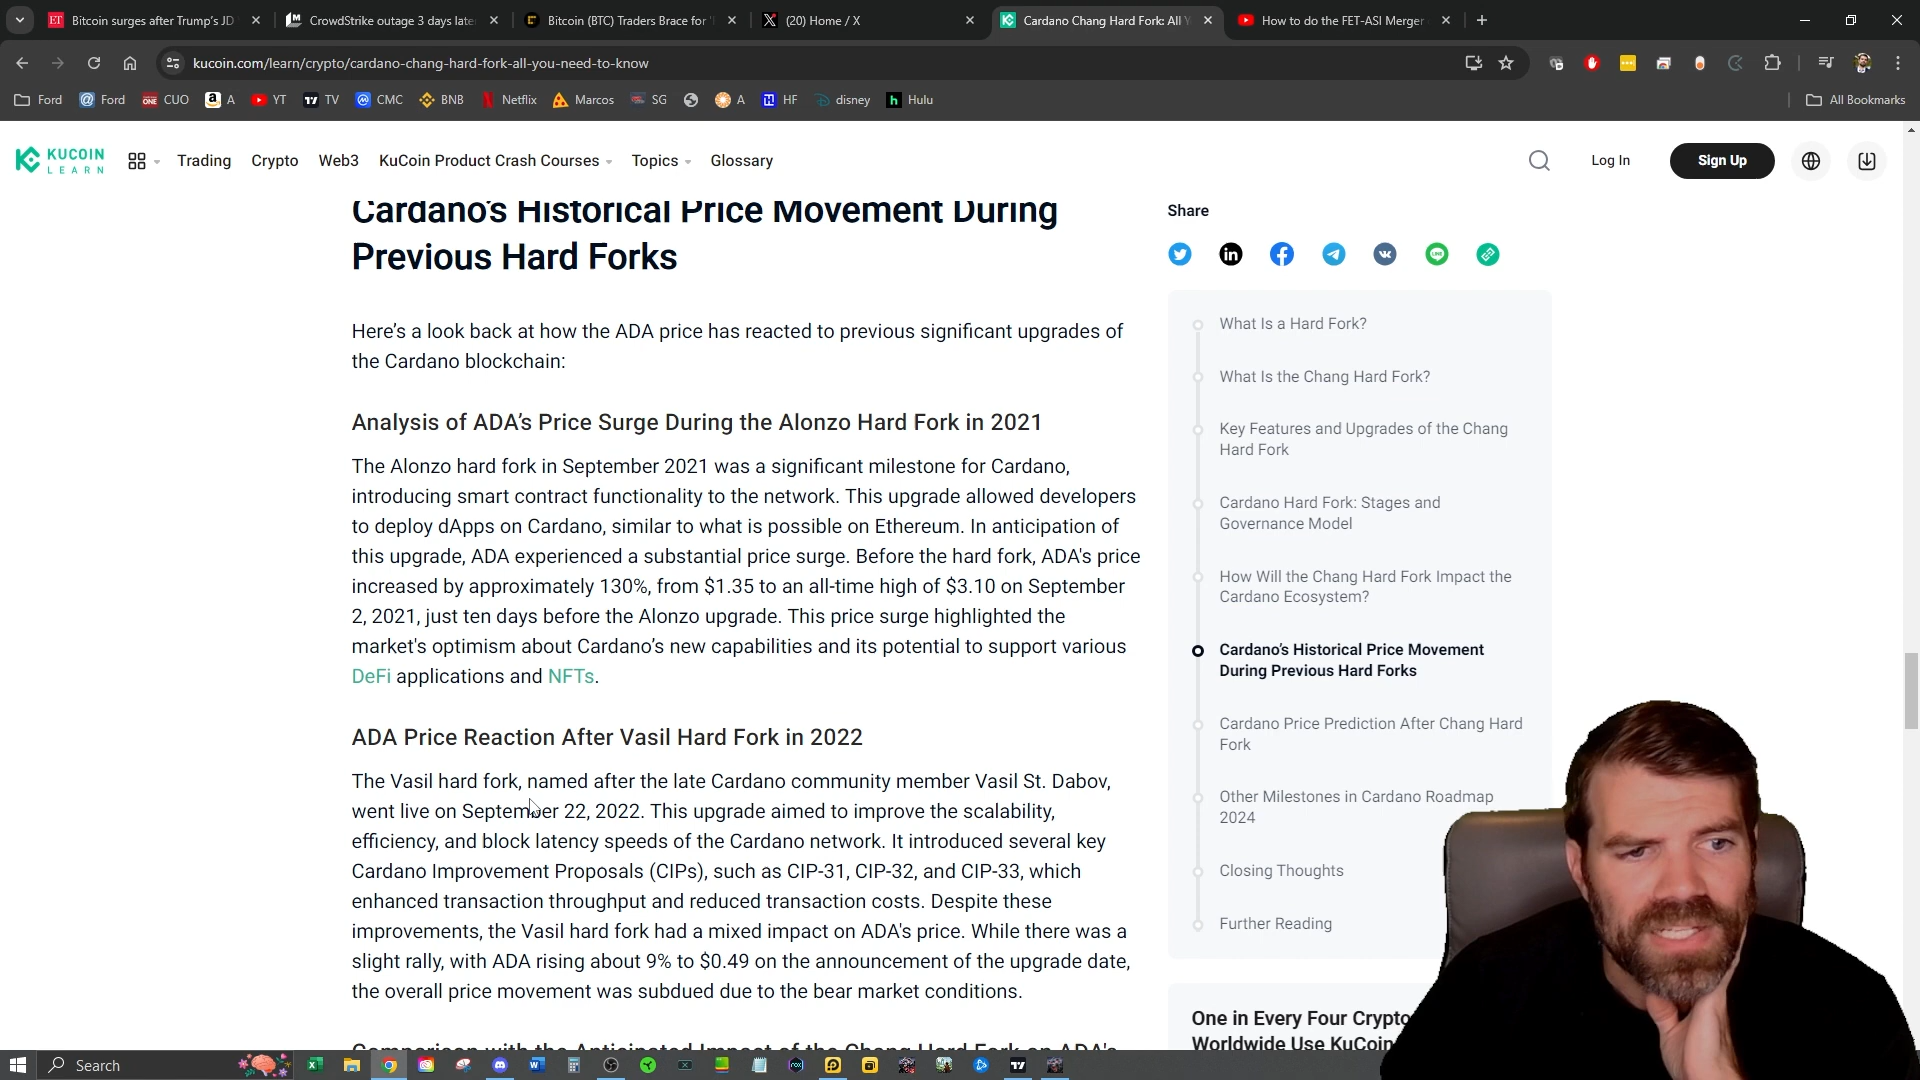 Bitcoin surges after Trump's JD
CrowdStrike outage 3 days late
Bitcoin (BTC) Traders Brace for
(20) Home / X
Cardano Chang Hard Fork: All Y
How to do the FET-ASI Merger
kucoin.com/learn/crypto/cardano-chang-hard-fork-all-you-need-to-know
Ford
Ford
CUO
A
YT
TV
CMC
BNB
Netflix
Marcos
SG
A
HF
disney
Hulu
All Bookmarks
KUCOIN
LEARN
Trading
Crypto
Web3
KuCoin Product Crash Courses
Topics
Glossary
Log In
Sign Up
Cardano's Historical Price Movement During
Previous Hard Forks
Here's a look back at how the ADA price has reacted to previous significant upgrades of
the Cardano blockchain:
Analysis of ADA's Price Surge During the Alonzo Hard Fork in 2021
The Alonzo hard fork in September 2021 was a significant milestone for Cardano,
introducing smart contract functionality to the network. This upgrade allowed developers
to deploy dApps on Cardano, similar to what is possible on Ethereum. In anticipation of
this upgrade, ADA experienced a substantial price surge. Before the hard fork, ADA's price
increased by approximately 130%, from $1.35 to an all-time high of $3.10 on September
2, 2021, just ten days before the Alonzo upgrade. This price surge highlighted the
market's optimism about Cardano's new capabilities and its potential to support various
DeFi applications and NFTs.
ADA Price Reaction After Vasil Hard Fork in 2022
The Vasil hard fork, named after the late Cardano community member Vasil St. Dabov,
went live on September 22, 2022. This upgrade aimed to improve the scalability,
efficiency, and block latency speeds of the Cardano network. It introduced several key
Cardano Improvement Proposals (CIPs), such as CIP-31, CIP-32, and CIP-33, which
enhanced transaction throughput and reduced transaction costs. Despite these
improvements, the Vasil hard fork had a mixed impact on ADA's price. While there was a
slight rally, with ADA rising about 9% to $0.49 on the announcement of the upgrade date,
the overall price movement was subdued due to the bear market conditions.
Comparison with the Anticipated Impact of the Chang Hard Fork on ADA's
Share
What Is a Hard Fork?
What Is the Chang Hard Fork?
Key Features and Upgrades of the Chang
Hard Fork
Cardano Hard Fork: Stages and
Governance Model
How Will the Chang Hard Fork Impact the
Cardano Ecosystem?
Cardano's Historical Price Movement
During Previous Hard Forks
Cardano Price Prediction After Chang Hard
Fork
Other Milestones in Cardano Roadmap
2024
Closing Thoughts
Further Reading
One in Every Four Crypto
Worldwide Use KuCoin
Search